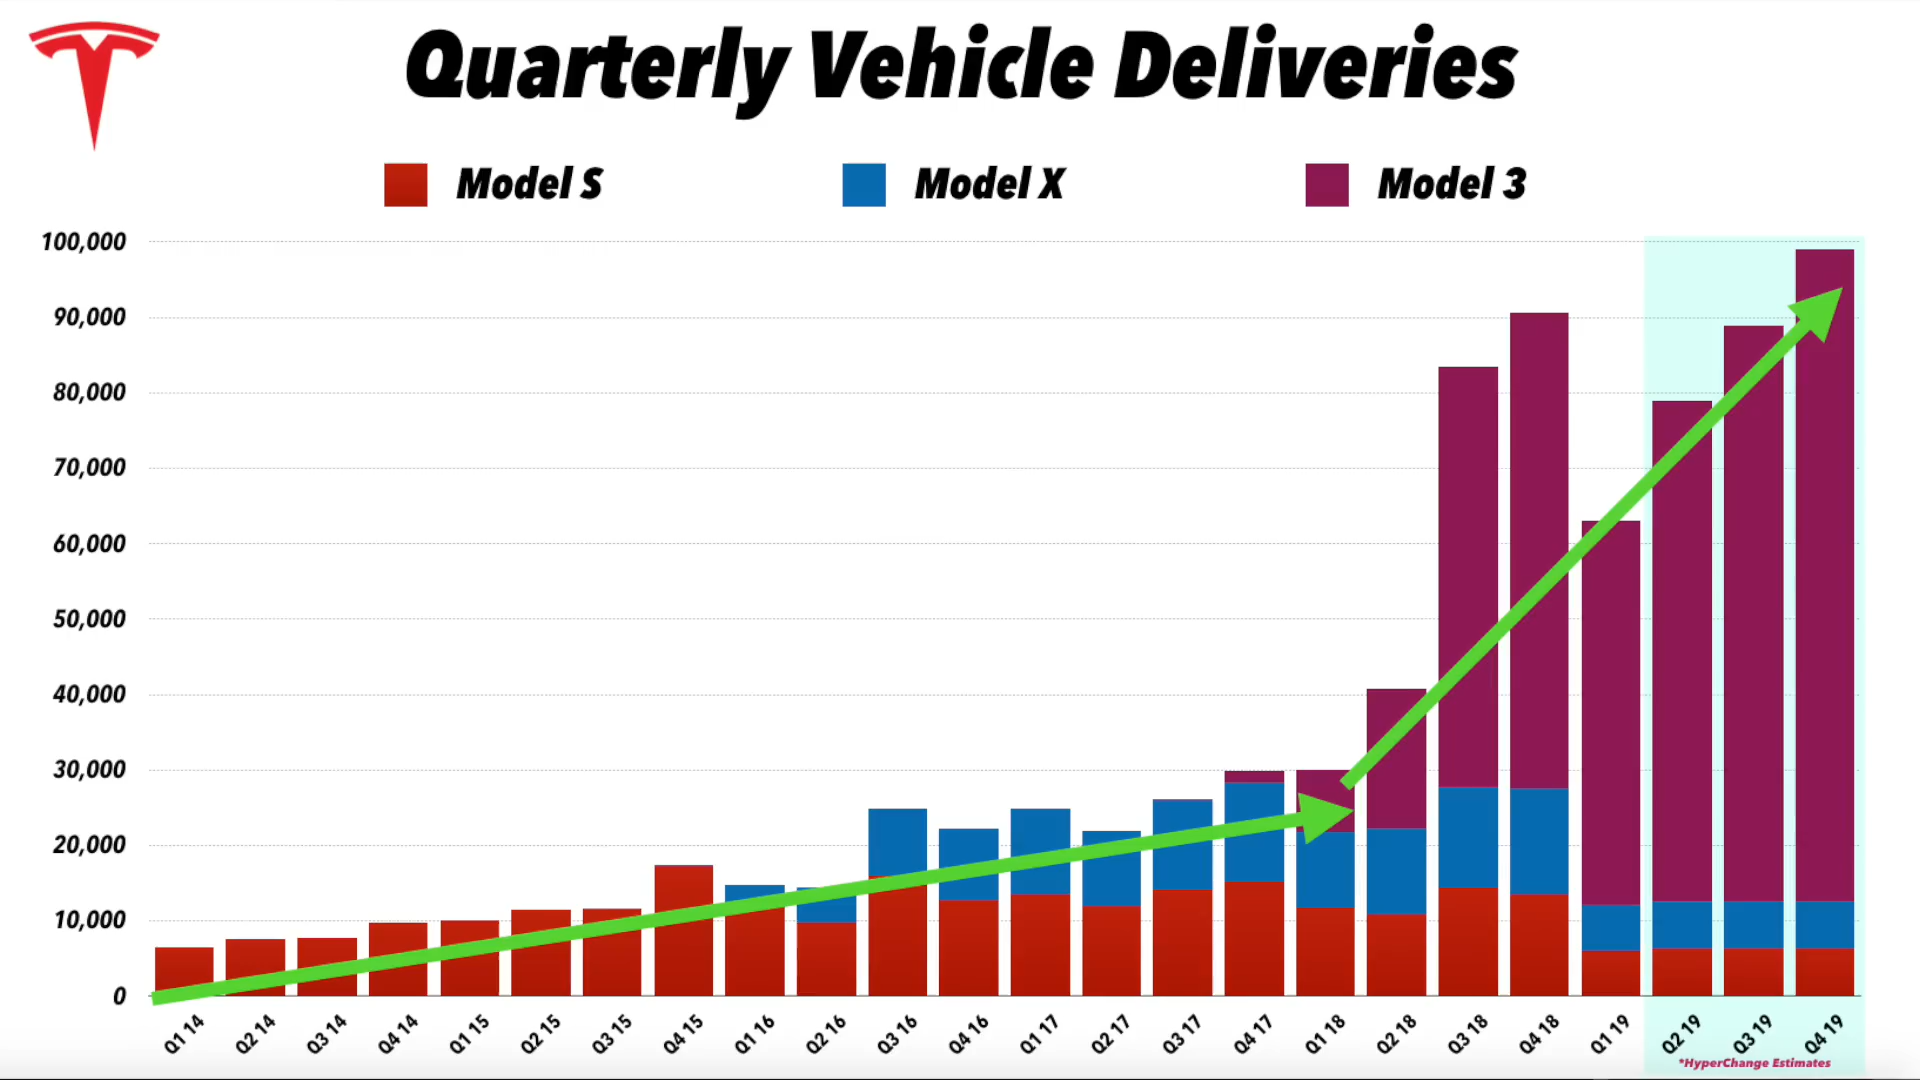 Quarterly Vehicle Deliveries
Model S
Model X
Model 3
100,000
90,000
80,000
70,000
60,000
50,000
40,000
30,000
20,000
10,000
0
Q1 14
Q2 14
Q3 14
Q4 14
Q1 15
Q2 15
Q3 15
Q4 15
Q1 16
Q2 16
Q3 16
Q4 16
Q1 17
Q2 17
Q3 17
Q4 17
Q1 18
Q2 18
Q3 18
Q4 18
Q1 19
Q2 19
Q3 19
Q4 19
*HyperChange Estimates